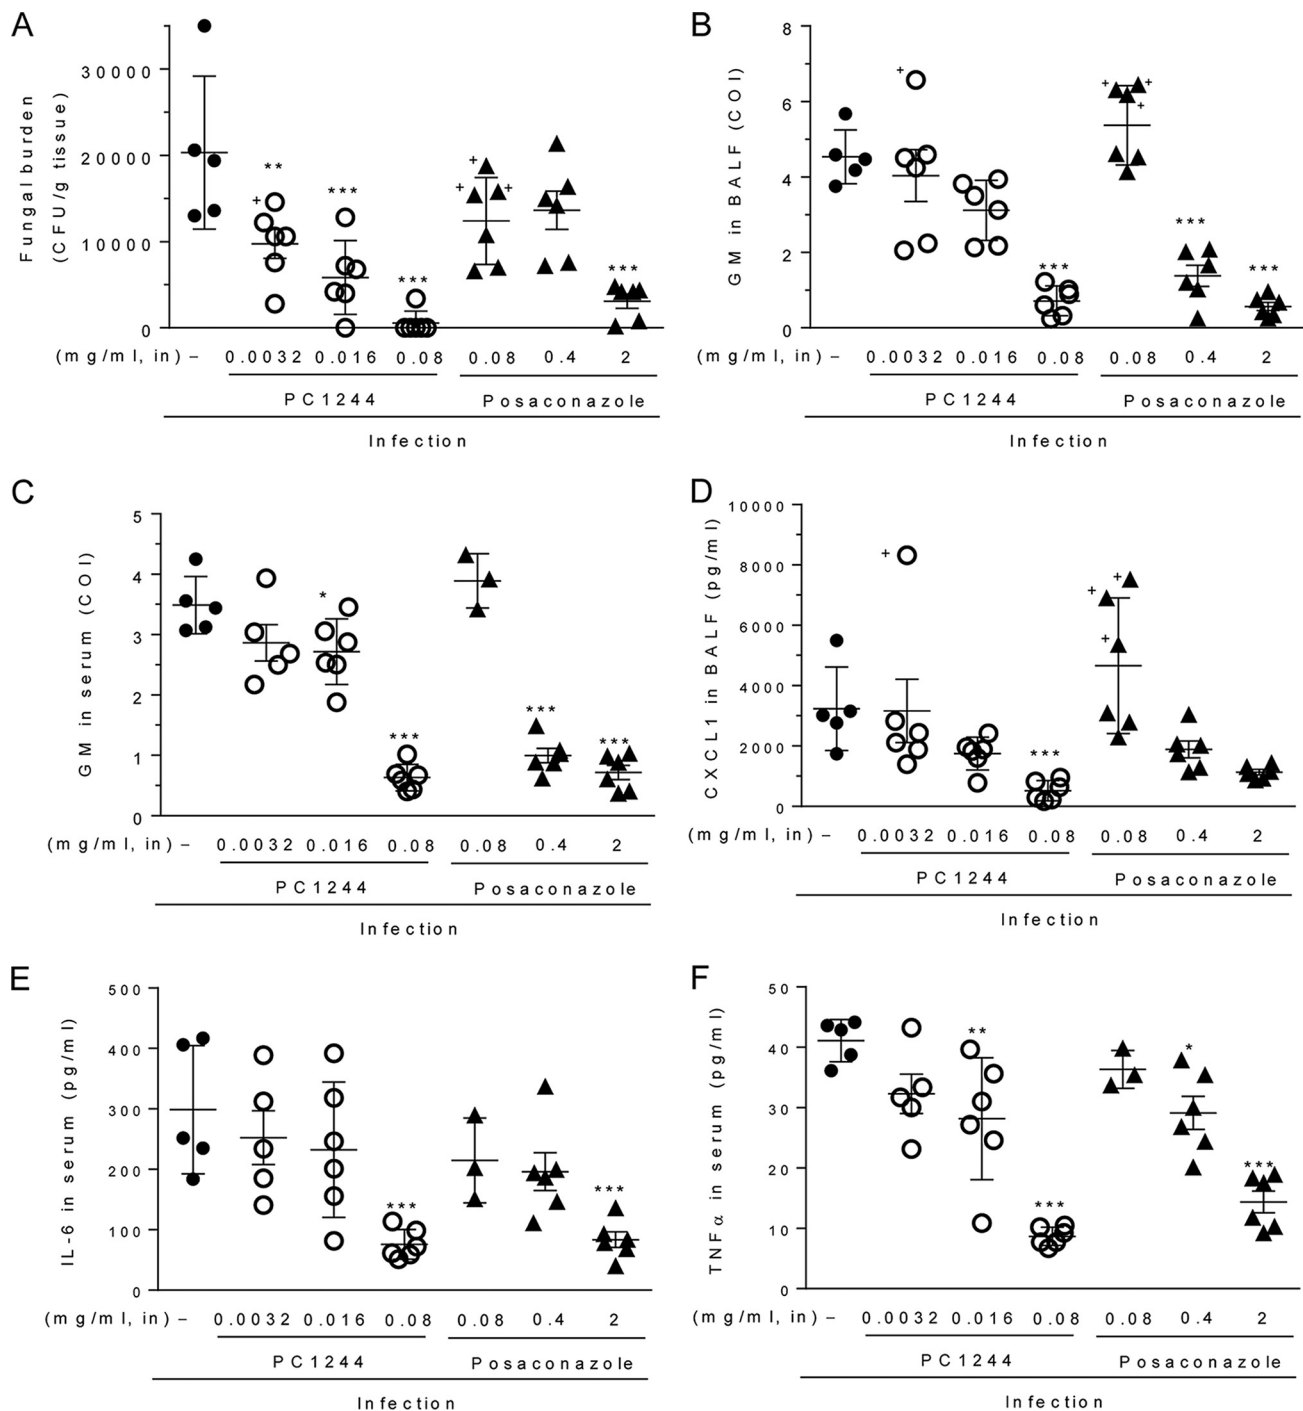 A
Fungal burden
(CFU/g tissue)
30000
20000
10000
0
+
**
***
***
+
+
+
***
(mg/ml, in) –
0.0032
0.016
0.08
0.08
0.4
2
PC1244
Posaconazole
Infection
B
GM in BALF (COI)
8
6
4
2
0
+
***
+
+
+
***
***
(mg/ml, in) –
0.0032
0.016
0.08
0.08
0.4
2
PC1244
Posaconazole
Infection
C
GM in serum (COI)
5
4
3
2
1
0
*
***
***
***
(mg/ml, in) –
0.0032
0.016
0.08
0.08
0.4
2
PC1244
Posaconazole
Infection
D
CXCL1 in BALF (pg/ml)
10000
8000
6000
4000
2000
0
+
***
+
+
+
(mg/ml, in) –
0.0032
0.016
0.08
0.08
0.4
2
PC1244
Posaconazole
Infection
E
IL-6 in serum (pg/ml)
500
400
300
200
100
0
***
***
(mg/ml, in) –
0.0032
0.016
0.08
0.08
0.4
2
PC1244
Posaconazole
Infection
F
TNFα in serum (pg/ml)
50
40
30
20
10
0
**
***
*
***
(mg/ml, in) –
0.0032
0.016
0.08
0.08
0.4
2
PC1244
Posaconazole
Infection